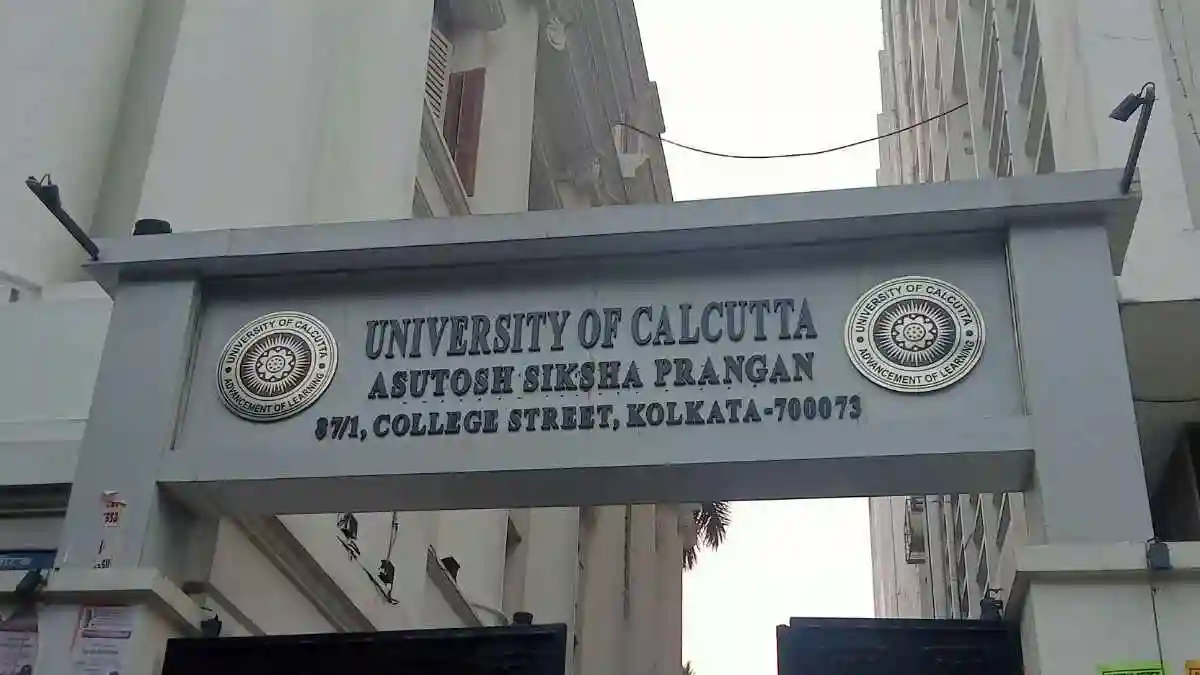 UNIVERSITY OF CALCUTTA
ADVANCEMENT OF LEARNING
UNIVERSITY OF CALCUTTA
ASUTOSH SIKSHA PRANGAN
87/1, COLLEGE STREET, KOLKATA-700073
UNIVERSITY OF CALCUTTA
ADVANCEMENT OF LEARNING